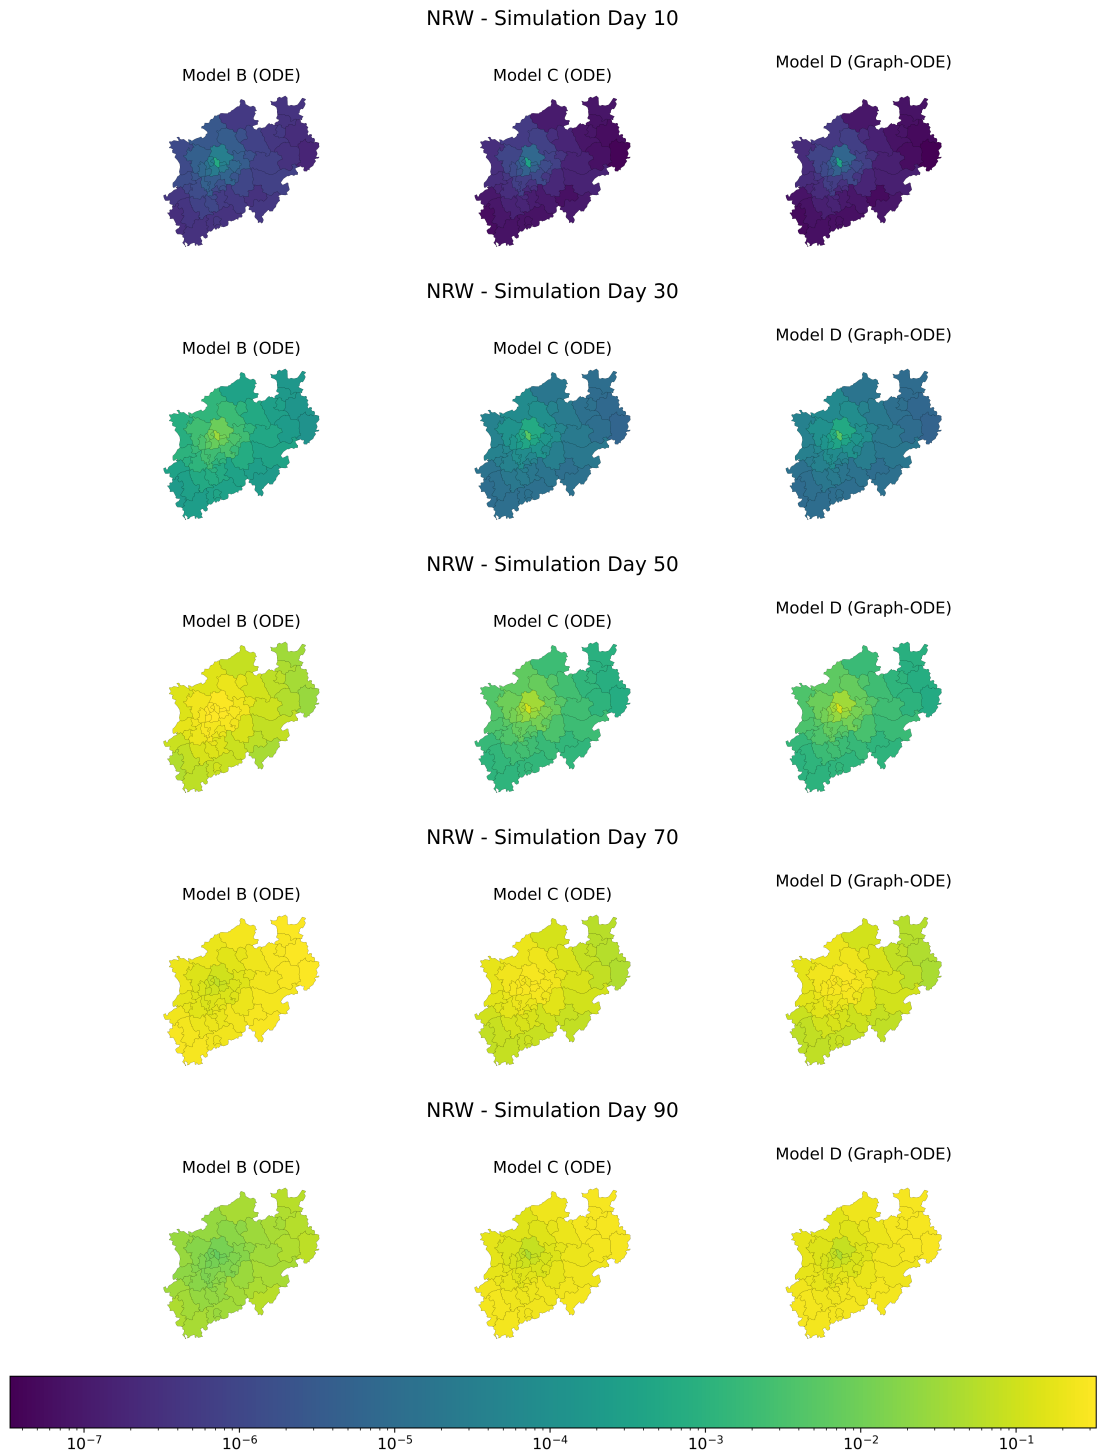 NRW - Simulation Day 10
Model B (ODE)
Model C (ODE)
Model D (Graph-ODE)
NRW - Simulation Day 30
Model B (ODE)
Model C (ODE)
Model D (Graph-ODE)
NRW - Simulation Day 50
Model B (ODE)
Model C (ODE)
Model D (Graph-ODE)
NRW - Simulation Day 70
Model B (ODE)
Model C (ODE)
Model D (Graph-ODE)
NRW - Simulation Day 90
Model B (ODE)
Model C (ODE)
Model D (Graph-ODE)
10⁻⁷ 10⁻⁶ 10⁻⁵ 10⁻⁴ 10⁻³ 10⁻² 10⁻¹